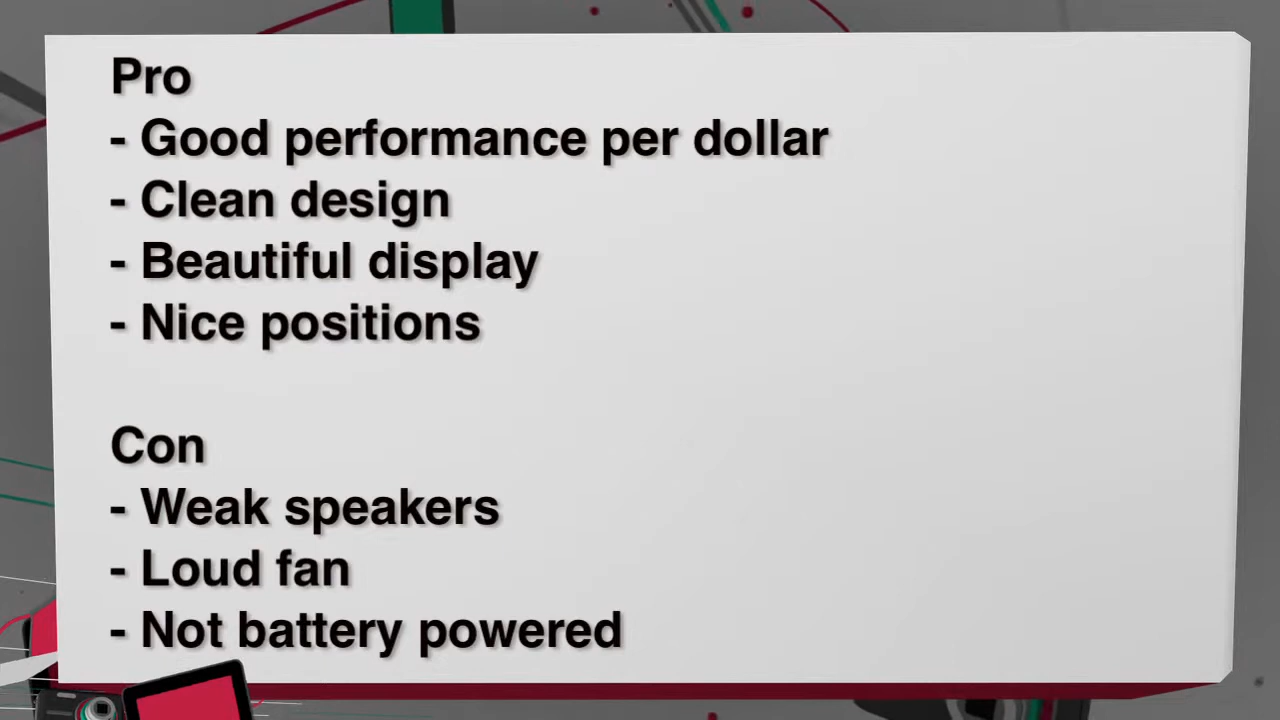 Pro
- Good performance per dollar
- Clean design
- Beautiful display
- Nice positions
Con
- Weak speakers
- Loud fan
- Not battery powered